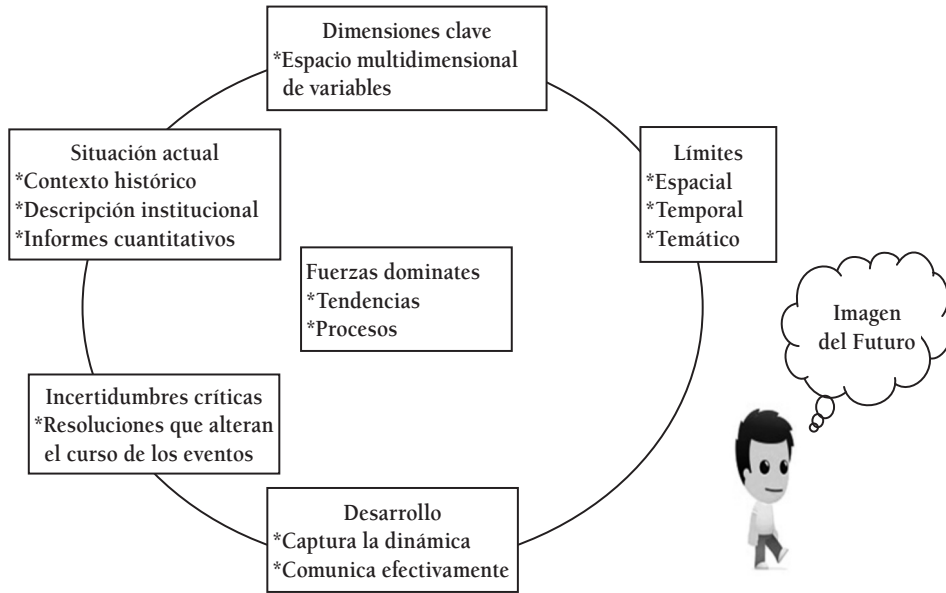 Dimensiones clave
*Espacio multidimensional
de variables
Situación actual
*Contexto histórico
*Descripción institucional
*Informes cuantitativos
Límites
*Espacial
*Temporal
*Temático
Fuerzas dominates
*Tendencias
*Procesos
Imagen
del Futuro
Incertidumbres críticas
*Resoluciones que alteran
el curso de los eventos
Desarrollo
*Captura la dinámica
*Comunica efectivamente